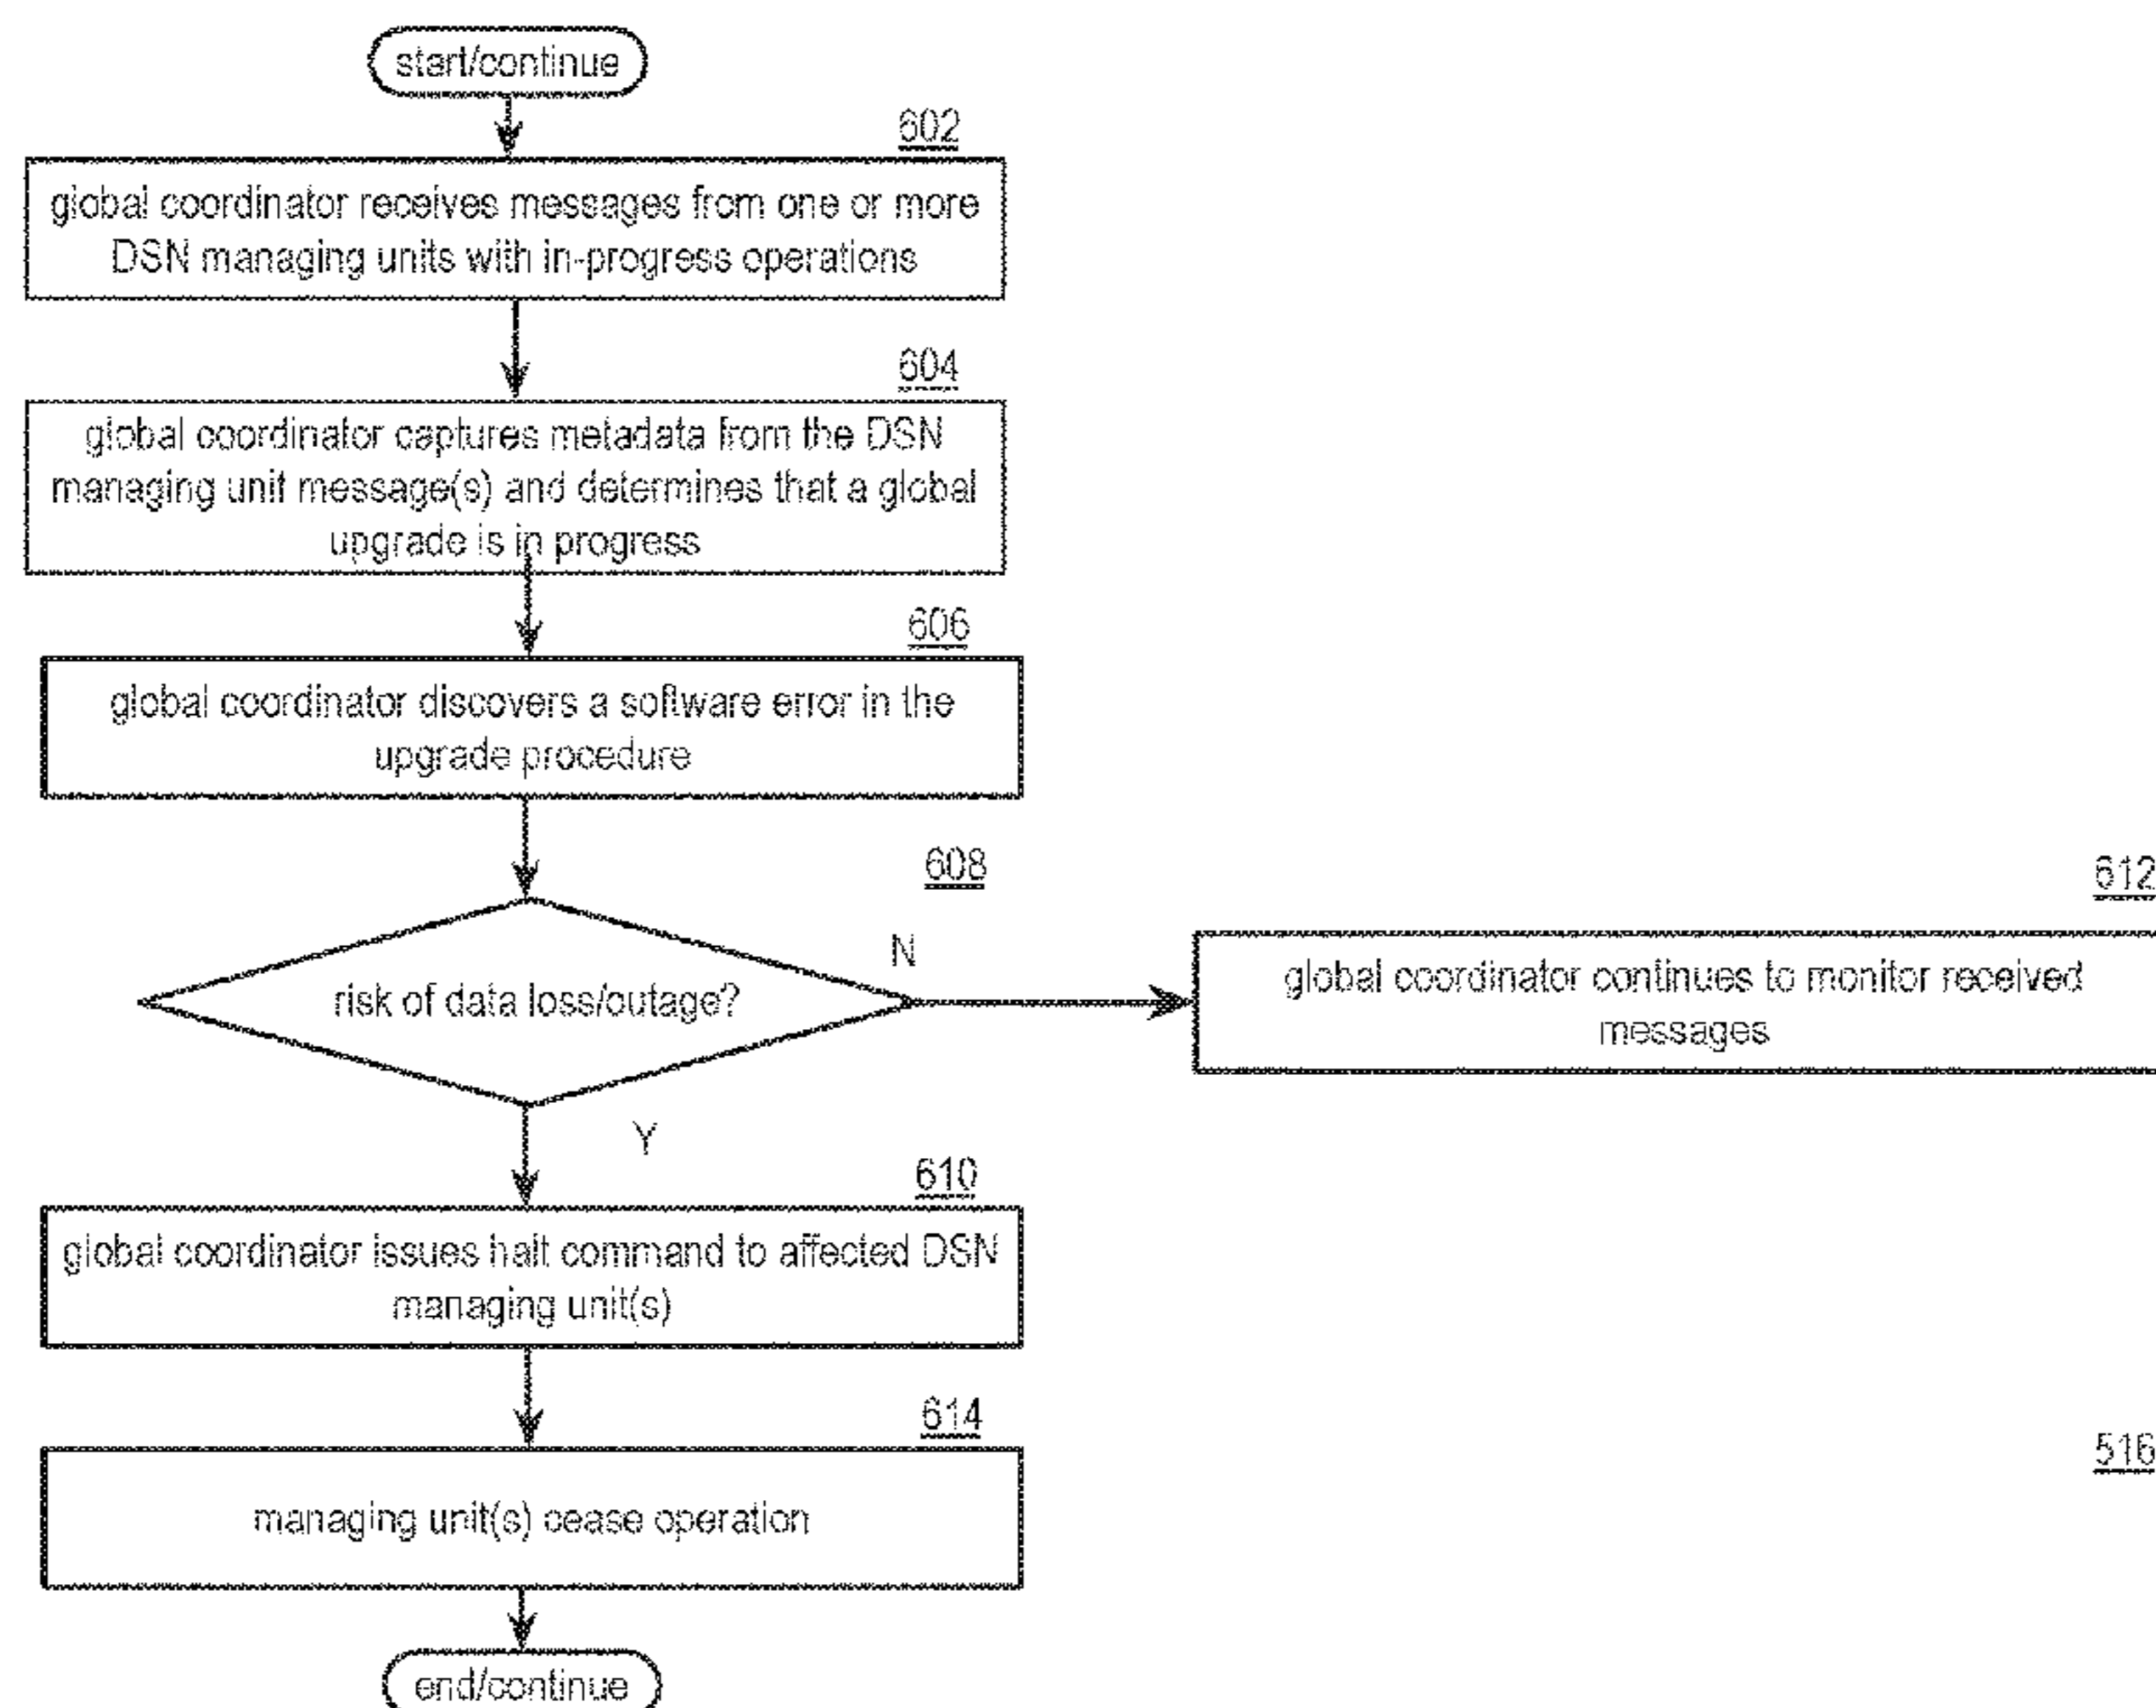 start/continue
602
global coordinator receives messages from one or more
DSN managing units with in-progress operations
604
global coordinator captures metadata from the DSN
managing unit message(s) and determines that a global
upgrade is in progress
606
global coordinator discovers a software error in the
upgrade procedure
608
risk of data loss/outage?
N
612
global coordinator continues to monitor received
messages
Y
610
global coordinator issues halt command to affected DSN
managing unit(s)
614
managing unit(s) cease operation
516
end/continue